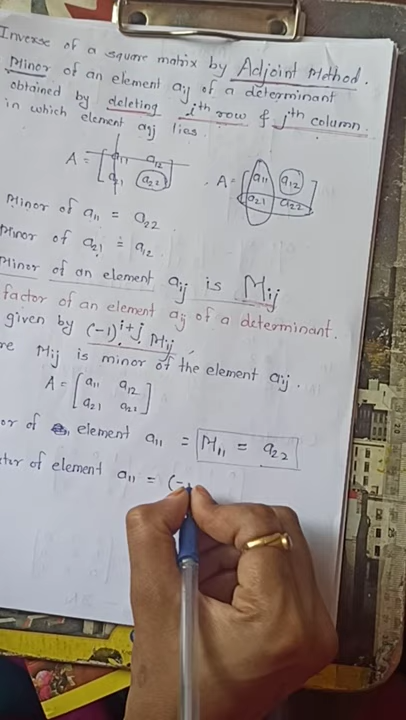 Inverse of a square matrix by Adjoint Method.
Minor of an element aij of a determinant
obtained by deleting ith row & jth column.
in which element aij lies.
A = [ a11 a12
a21 a22 ]
A = [ a11 a12
a21 a22 ]
Minor of a11 = a22
Minor of a21 = a12
Minor of an element aij is Mij
factor of an element aij of a determinant.
given by (-1)^i+j Mij
Mij is minor of the element aij.
A = [ a11 a12
a21 a22 ]
of element a11 = M11 = a22
of element a11 = (-